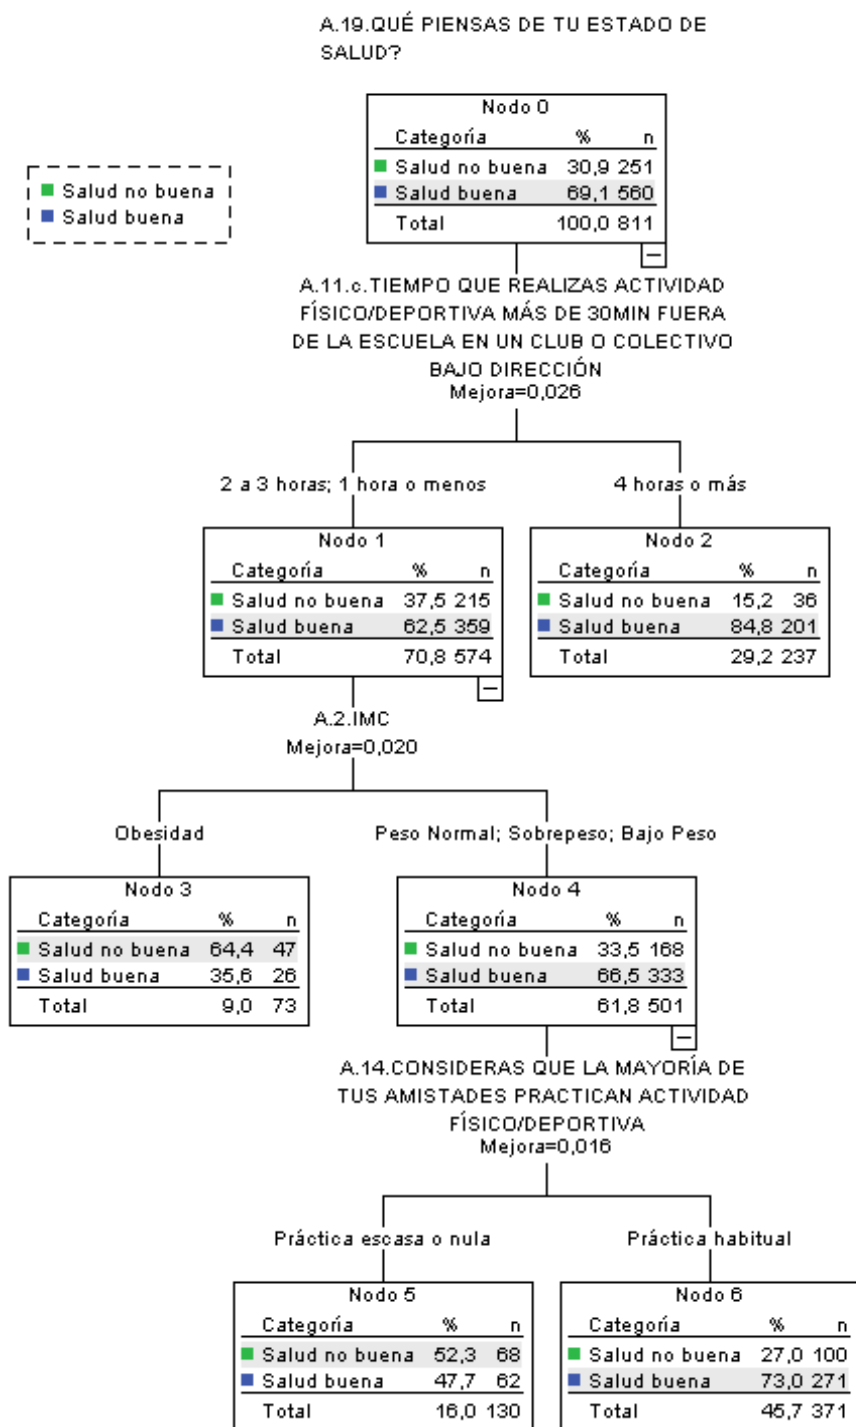 A.19.QUÉ PIENSAS DE TU ESTADO DE
SALUD?
Salud no buena
Salud buena
Nodo 0
Categoría % n
Salud no buena 30,9 251
Salud buena 69,1 560
Total 100,0 811
A.11.c.TIEMPO QUE REALIZAS ACTIVIDAD
FÍSICO/DEPORTIVA MÁS DE 30MIN FUERA
DE LA ESCUELA EN UN CLUB O COLECTIVO
BAJO DIRECCIÓN
Mejora=0,026
2 a 3 horas; 1 hora o menos
4 horas o más
Nodo 1
Categoría % n
Salud no buena 37,5 215
Salud buena 62,5 359
Total 70,8 574
Nodo 2
Categoría % n
Salud no buena 15,2 36
Salud buena 84,8 201
Total 29,2 237
A.2.IMC
Mejora=0,020
Obesidad
Peso Normal; Sobrepeso; Bajo Peso
Nodo 3
Categoría % n
Salud no buena 64,4 47
Salud buena 35,6 26
Total 9,0 73
Nodo 4
Categoría % n
Salud no buena 33,5 168
Salud buena 66,5 333
Total 61,8 501
A.14.CONSIDERAS QUE LA MAYORÍA DE
TUS AMISTADES PRACTICAN ACTIVIDAD
FÍSICO/DEPORTIVA
Mejora=0,016
Práctica escasa o nula
Práctica habitual
Nodo 5
Categoría % n
Salud no buena 52,3 68
Salud buena 47,7 62
Total 16,0 130
Nodo 6
Categoría % n
Salud no buena 27,0 100
Salud buena 73,0 271
Total 45,7 371